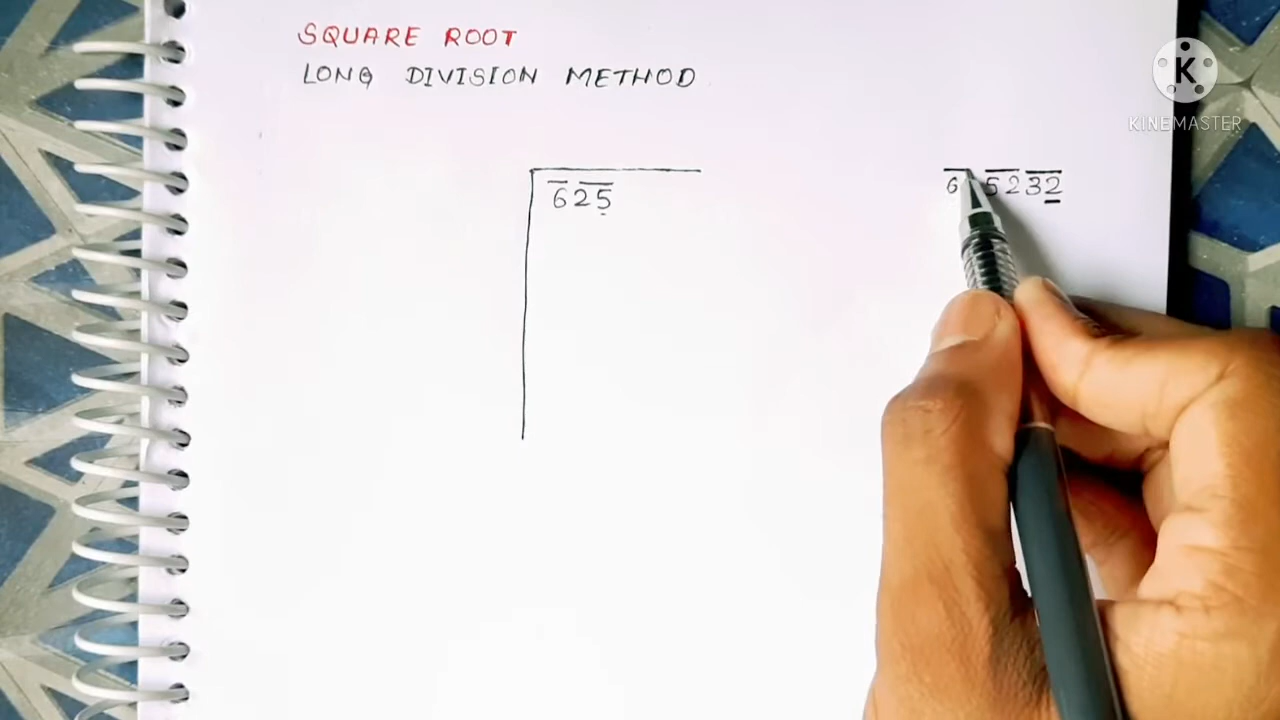 SQUARE ROOT
LONG DIVISION METHOD
625
6 5232
K
KINEMASTER